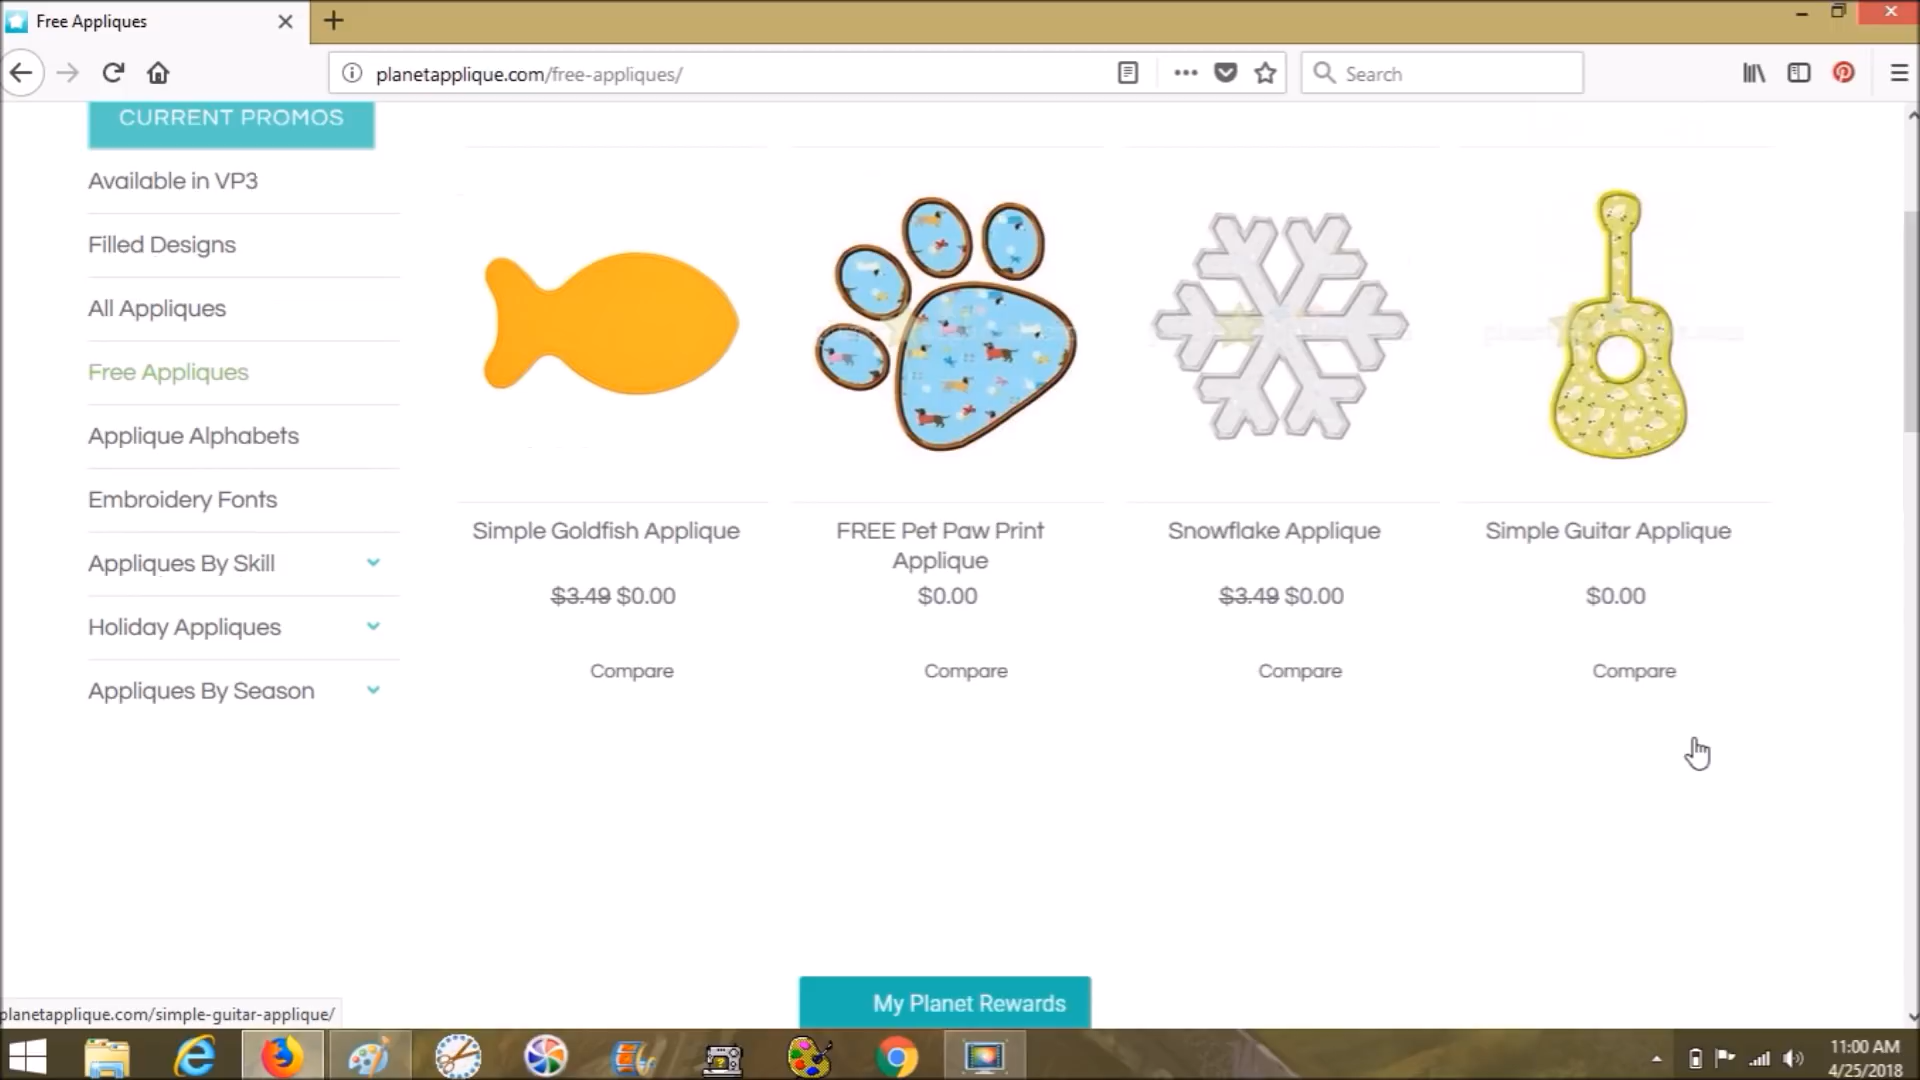 Free Appliques
planetapplique.com/free-appliques/
Search
CURRENT PROMOS
Available in VP3
Filled Designs
All Appliques
Free Appliques
Applique Alphabets
Embroidery Fonts
Appliques By Skill
Holiday Appliques
Appliques By Season
Simple Goldfish Applique
$3.49 $0.00
Compare
FREE Pet Paw Print
Applique
$0.00
Compare
Snowflake Applique
$3.49 $0.00
Compare
Simple Guitar Applique
$0.00
Compare
My Planet Rewards
planetapplique.com/simple-guitar-applique/
11:00 AM
4/25/2018